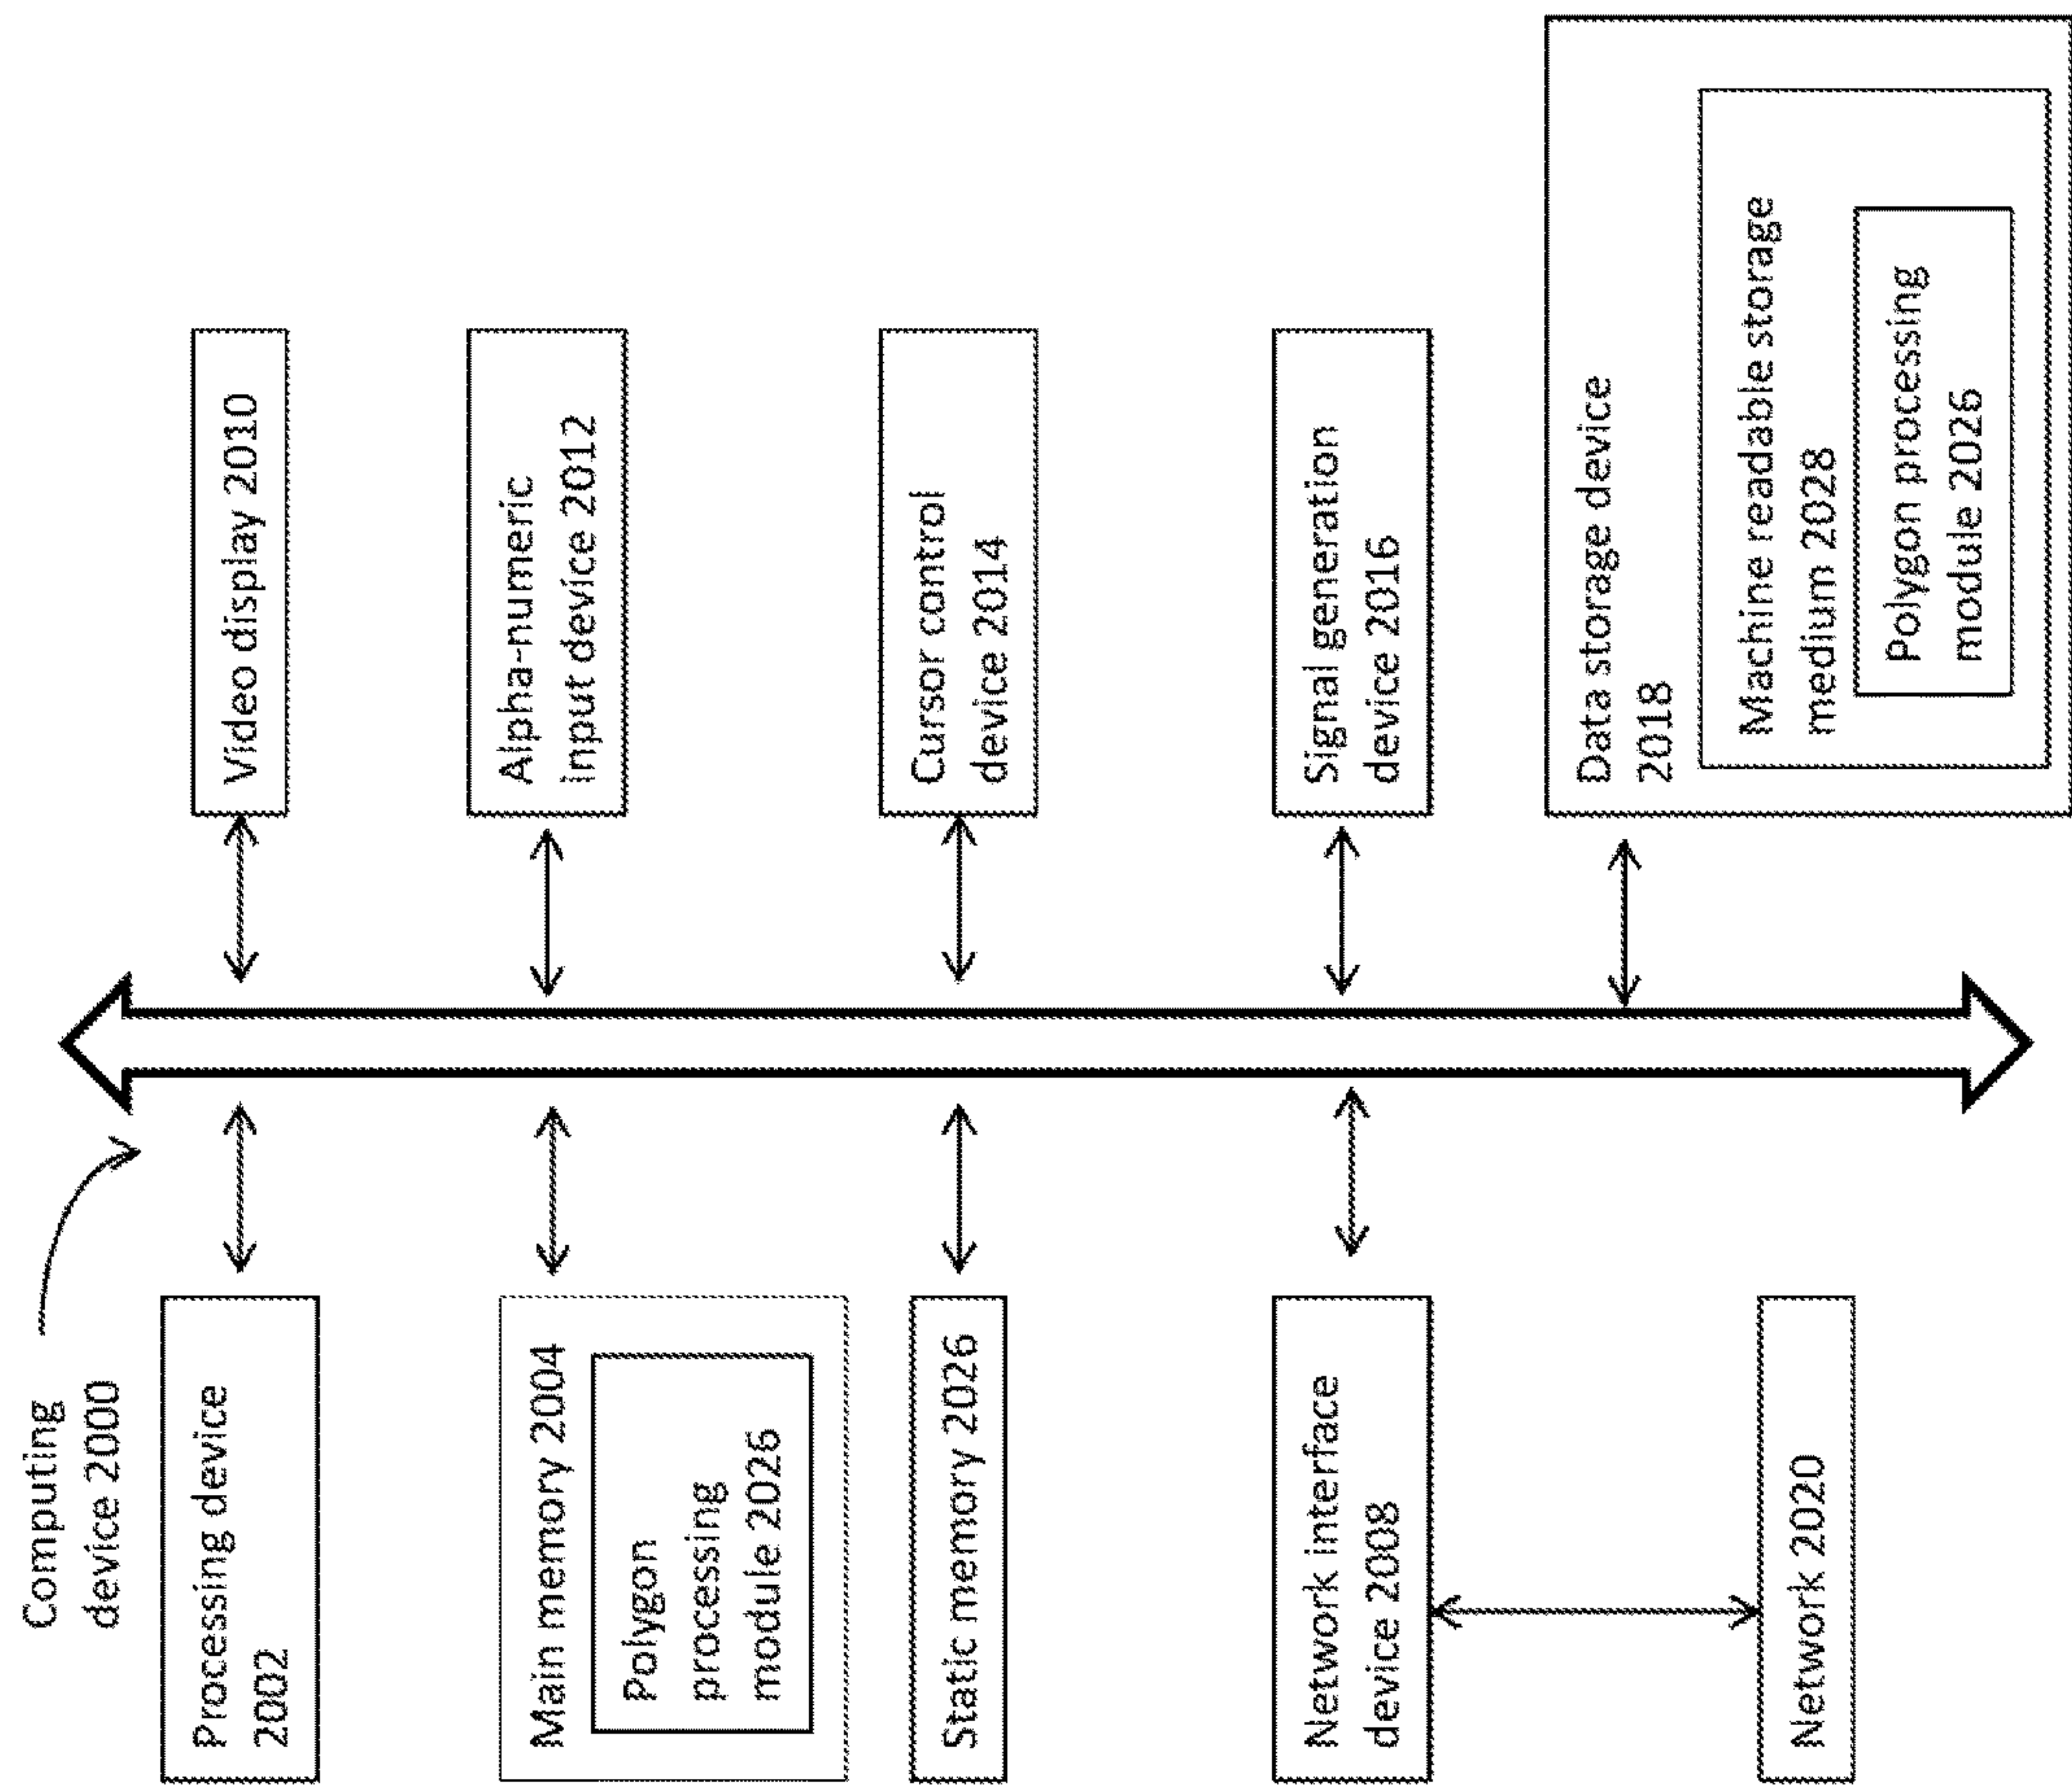 Computing
device 2000
Processing device
2002
Main memory 2004
Polygon
processing
module 2026
Static memory 2026
Network interface
device 2008
Network 2020
Video display 2010
Alpha-numeric
input device 2012
Cursor control
device 2014
Signal generation
device 2016
Data storage device
2018
Machine readable storage
medium 2028
Polygon processing
module 2026